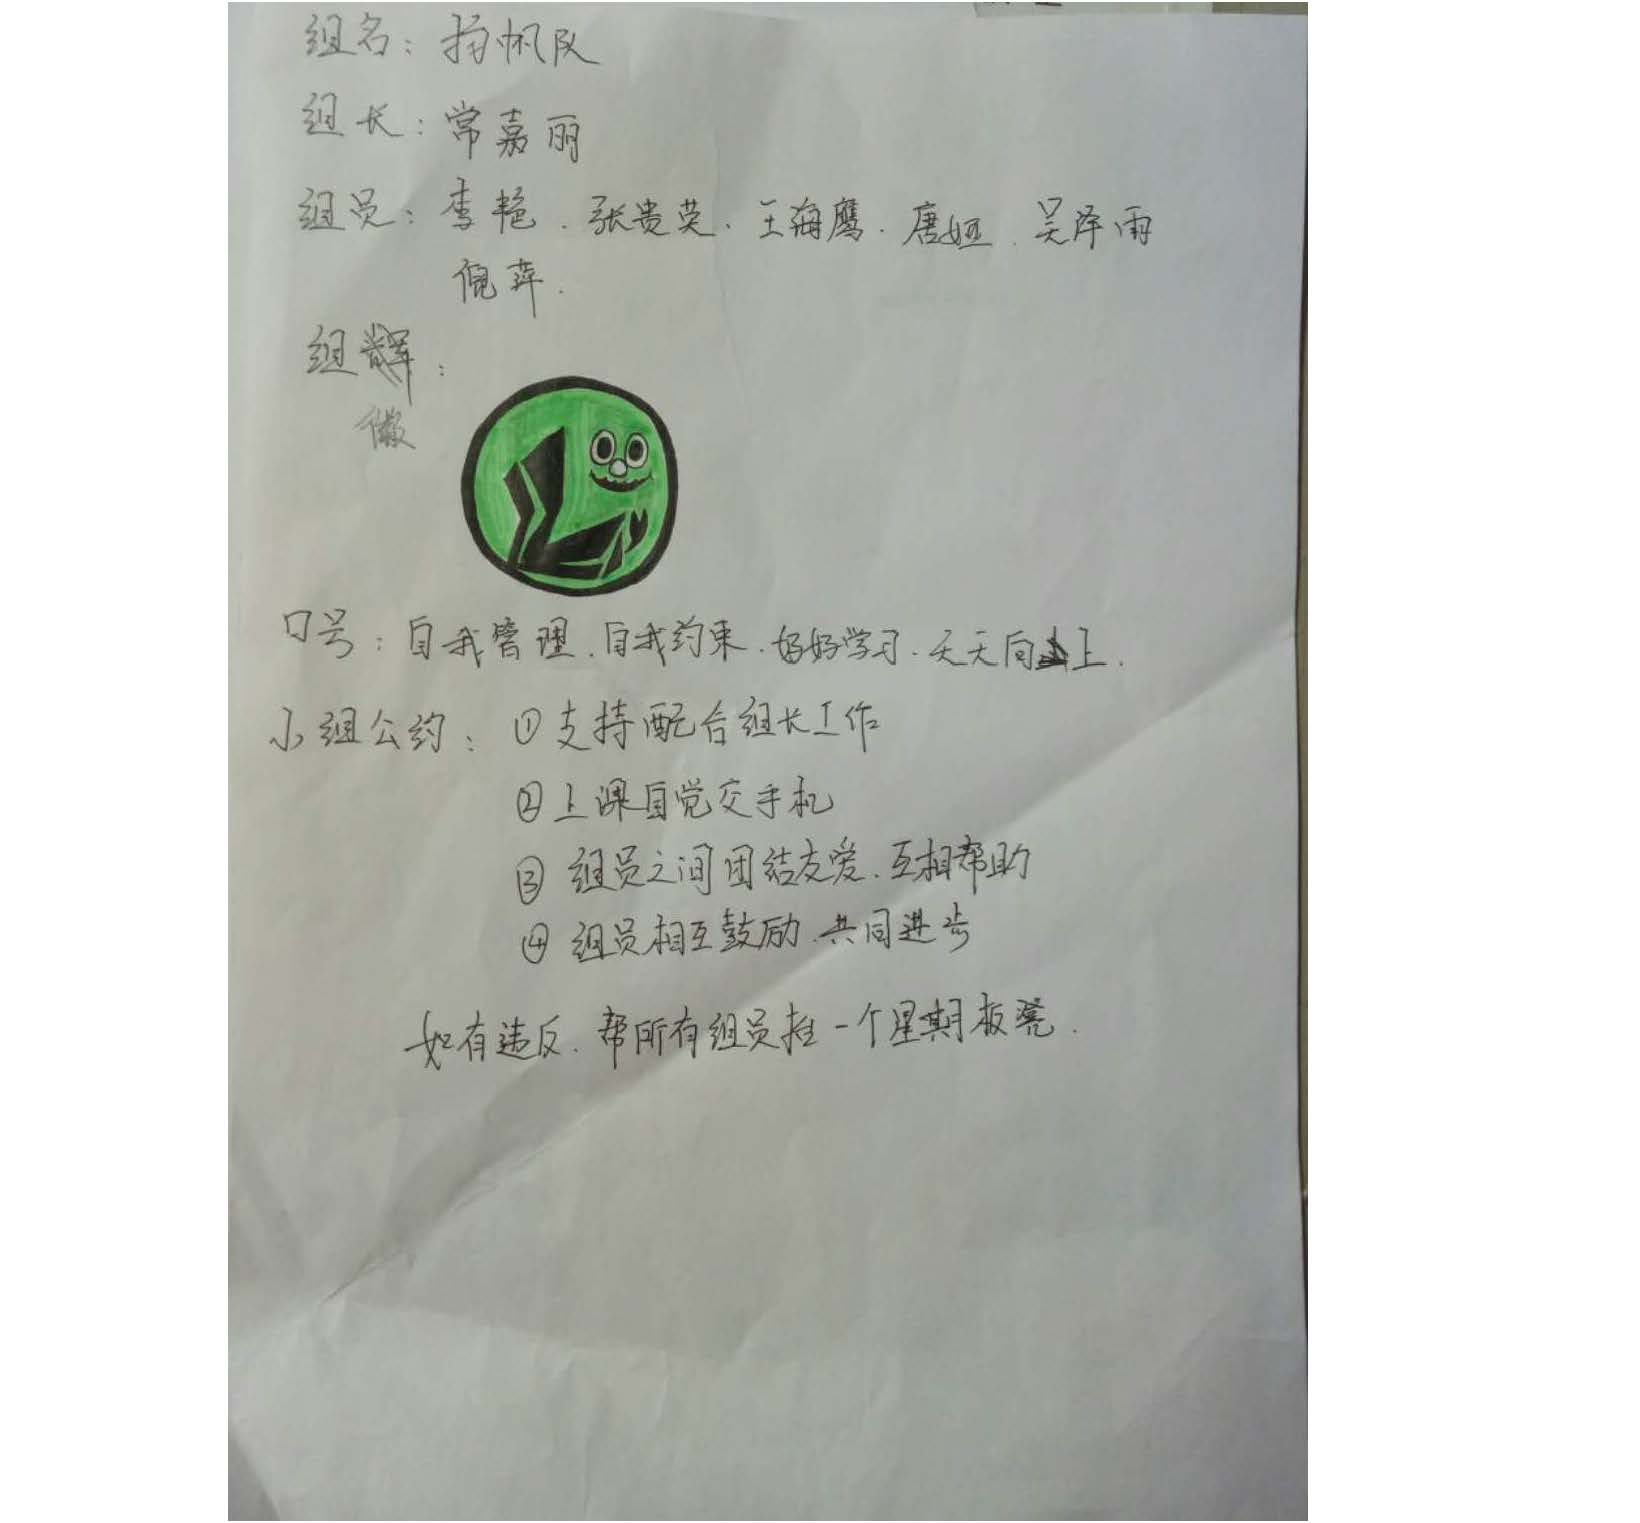 组名：扬帆队
组长：常嘉丽
组员：李艳．张贵英．王海鹰．唐娅．吴泽雨
倪萍．
组辉：
徽
口号：自我管理．自我约束．好好学习．天天向上．
小组公约：①支持配合组长工作
②上课自觉交手机
③组员之间团结友爱．互相帮助
④组员相互鼓励．共同进步
如有违反．帮所有组员拴一个星期板凳．